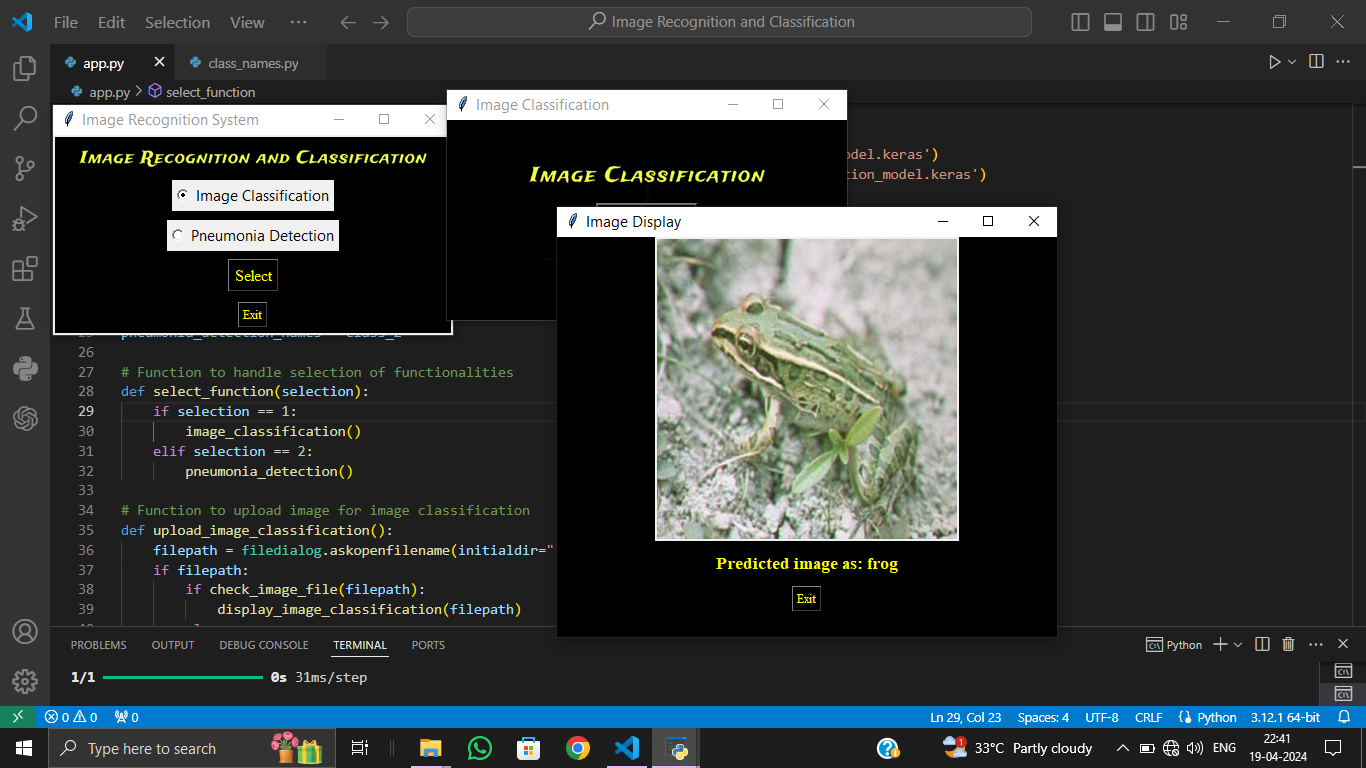 File Edit Selection View ··· Image Recognition and Classification
app.py class_names.py
app.py > select_function
Image Recognition System
Image Recognition and Classification
Image Classification
Pneumonia Detection
Select
Exit
Image Classification
Image Classification
odel.keras')
tion_model.keras')
Image Display
Predicted image as: frog
Exit
26
27 # Function to handle selection of functionalities
28 def select_function(selection):
29 if selection == 1:
30 image_classification()
31 elif selection == 2:
32 pneumonia_detection()
33
34 # Function to upload image for image classification
35 def upload_image_classification():
36 filepath = filedialog.askopenfilename(initialdir="
37 if filepath:
38 if check_image_file(filepath):
39 display_image_classification(filepath)
PROBLEMS OUTPUT DEBUG CONSOLE TERMINAL PORTS Python
1/1 0s 31ms/step
0 0 0 Ln 29, Col 23 Spaces: 4 UTF-8 CRLF Python 3.12.1 64-bit
Type here to search 1 33°C Partly cloudy ENG 22:41
19-04-2024